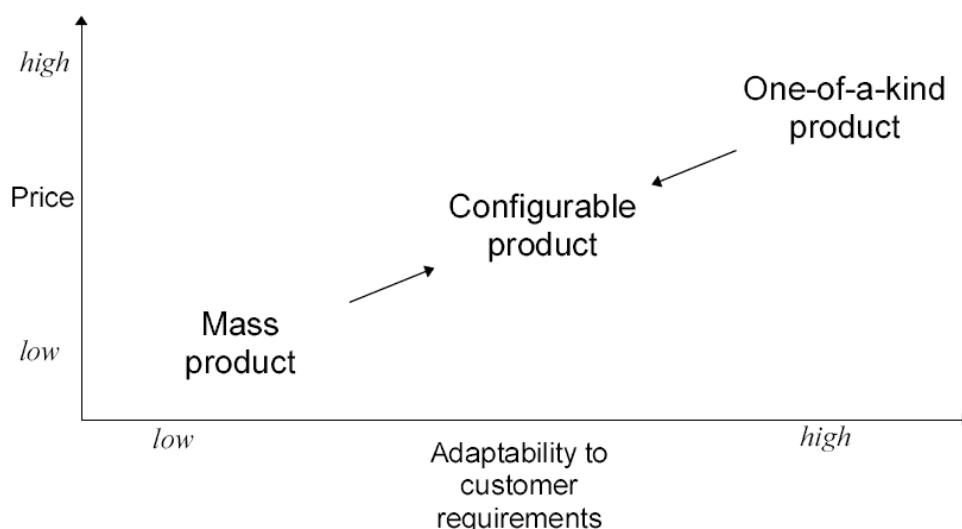 high
One-of-a-kind
product
Price
Configurable
product
Mass
product
low
low
high
Adaptability to
customer
requirements